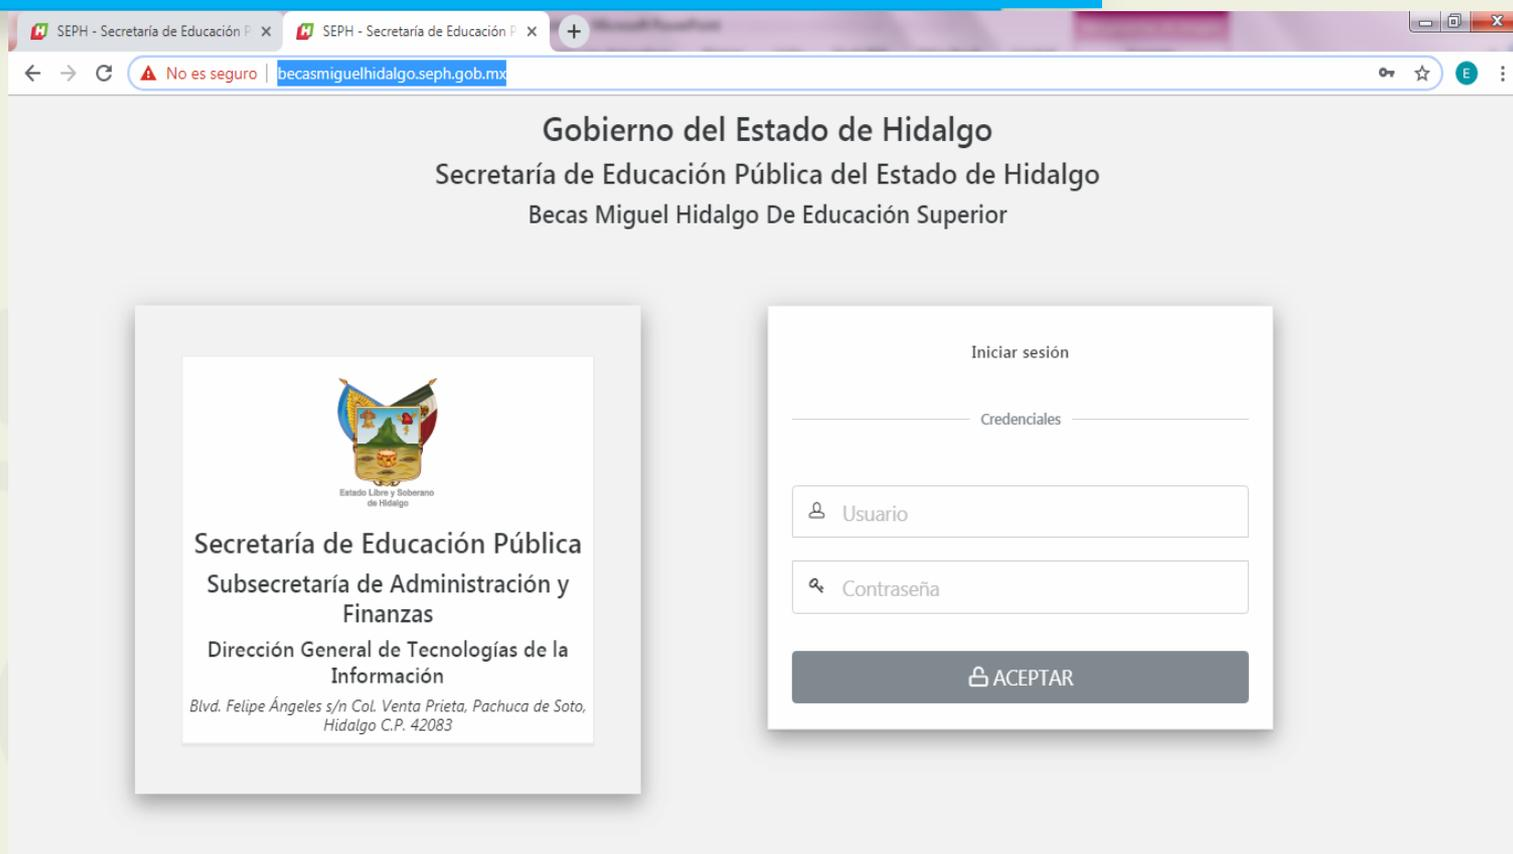 SEPH - Secretaría de Educación P
SEPH - Secretaría de Educación P
Microsoft PowerPoint
No es seguro
becasmiguelhidalgo.seph.gob.mx
E
Gobierno del Estado de Hidalgo
Secretaría de Educación Pública del Estado de Hidalgo
Becas Miguel Hidalgo De Educación Superior
Estado Libre y Soberano
de Hidalgo
Secretaría de Educación Pública
Subsecretaría de Administración y
Finanzas
Dirección General de Tecnologías de la
Información
Blvd. Felipe Ángeles s/n Col. Venta Prieta, Pachuca de Soto,
Hidalgo C.P. 42083
Iniciar sesión
Credenciales
Usuario
Contraseña
ACEPTAR